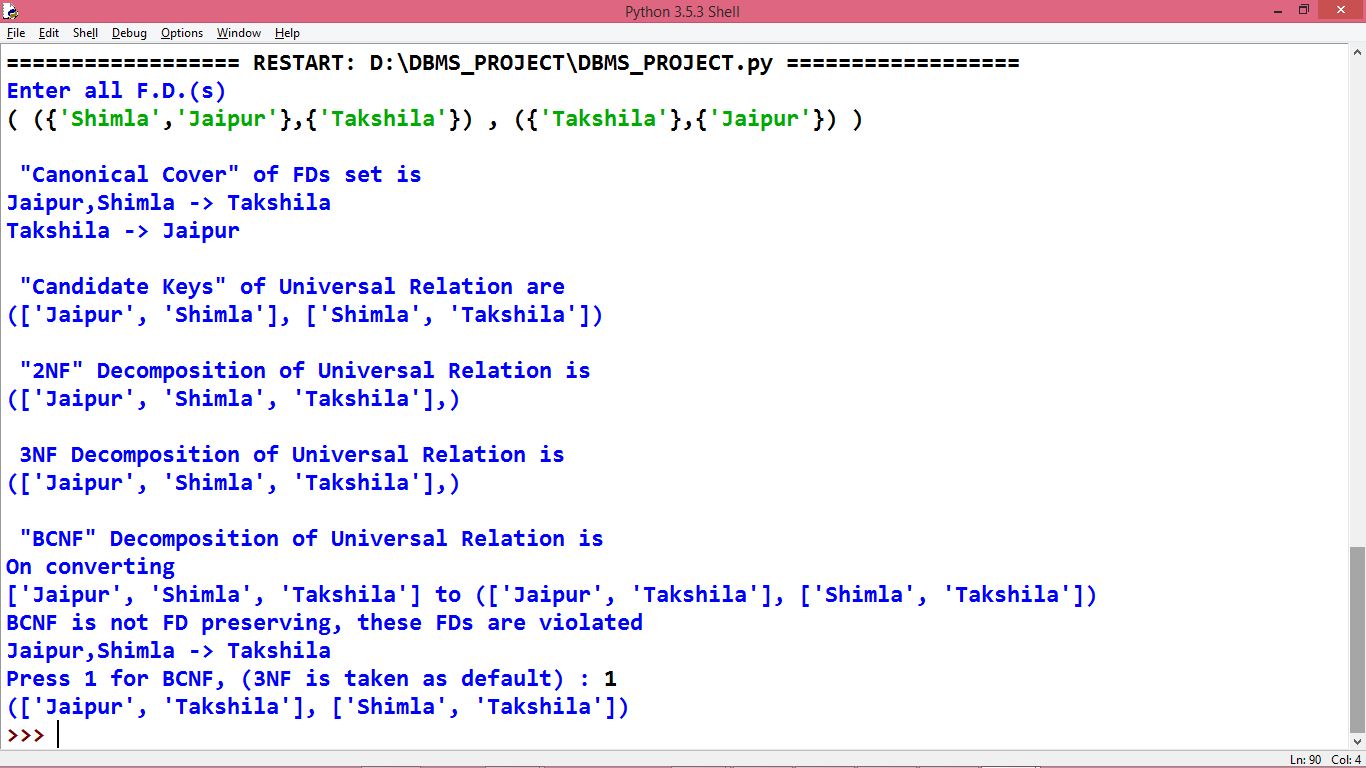 Python 3.5.3 Shell
File Edit Shell Debug Options Window Help
================== RESTART: D:\DBMS_PROJECT\DBMS_PROJECT.py ==================
Enter all F.D.(s)
( ({'Shimla','Jaipur'},{'Takshila'}) , ({'Takshila'},{'Jaipur'}) )
"Canonical Cover" of FDs set is
Jaipur,Shimla -> Takshila
Takshila -> Jaipur
"Candidate Keys" of Universal Relation are
(['Jaipur', 'Shimla'], ['Shimla', 'Takshila'])
"2NF" Decomposition of Universal Relation is
(['Jaipur', 'Shimla', 'Takshila'],)
3NF Decomposition of Universal Relation is
(['Jaipur', 'Shimla', 'Takshila'],)
"BCNF" Decomposition of Universal Relation is
On converting
['Jaipur', 'Shimla', 'Takshila'] to (['Jaipur', 'Takshila'], ['Shimla', 'Takshila'])
BCNF is not FD preserving, these FDs are violated
Jaipur,Shimla -> Takshila
Press 1 for BCNF, (3NF is taken as default) : 1
(['Jaipur', 'Takshila'], ['Shimla', 'Takshila'])
>>>
Ln: 90 Col: 4